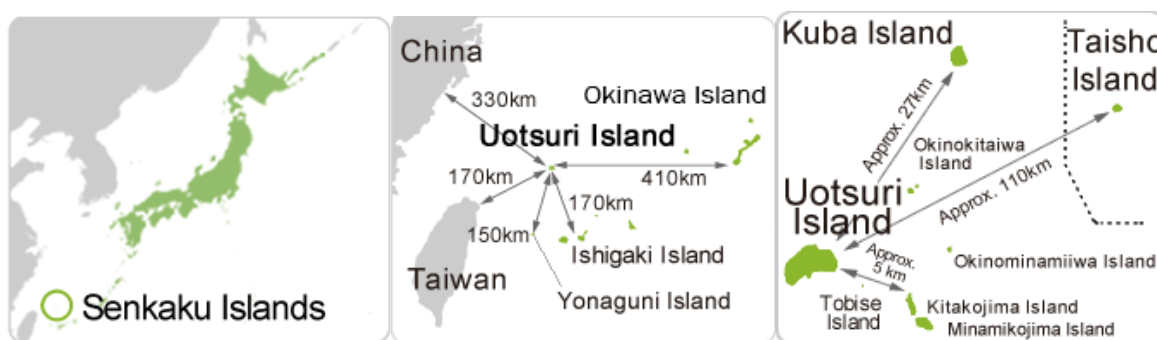 Senkaku Islands
China
330km
Okinawa Island
Uotsuri Island
170km
410km
170km
150km
Ishigaki Island
Taiwan
Yonaguni Island
Kuba Island
Taisho
Island
Approx. 27km
Okinokitaiwa
Island
Approx. 110km
Uotsuri
Island
Approx.
5 km
Okinominamiiwa Island
Tobise
Island
Kitakojima Island
Minamikojima Island